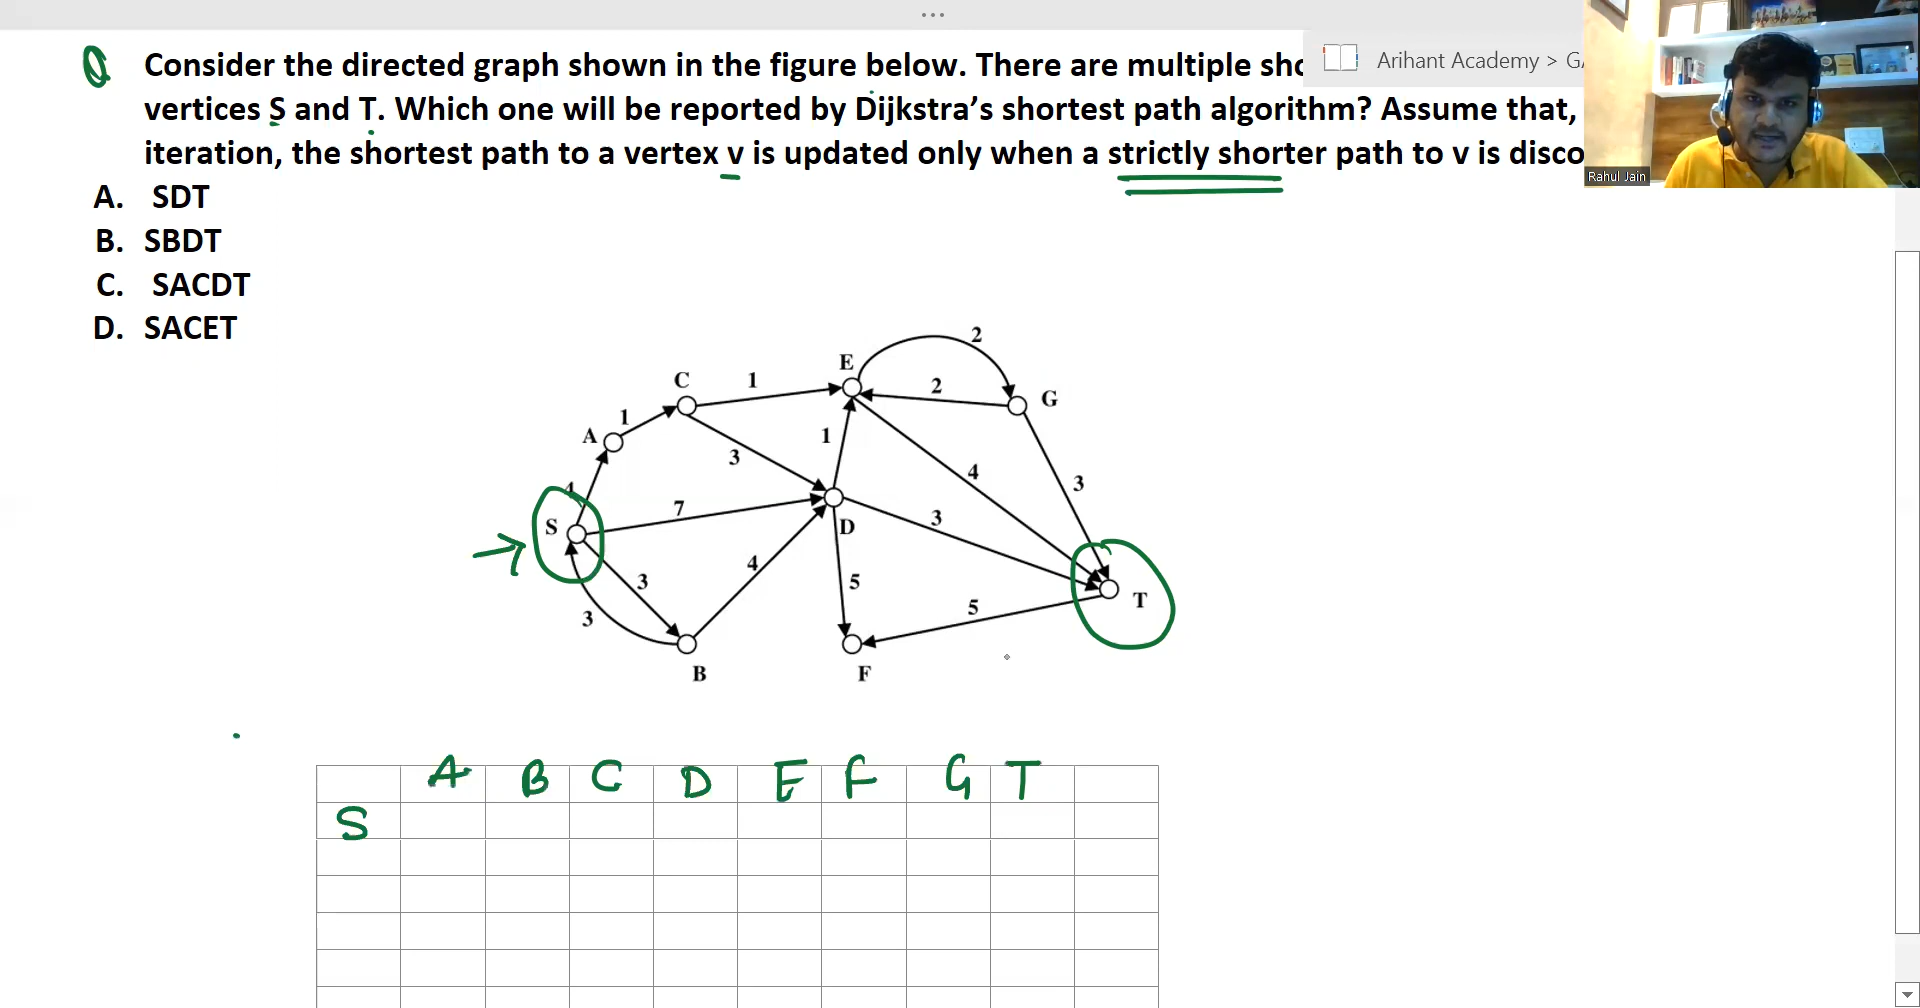 ...
Q Consider the directed graph shown in the figure below. There are multiple sho
Arihant Academy > GA
vertices S and T. Which one will be reported by Dijkstra’s shortest path algorithm? Assume that,
iteration, the shortest path to a vertex v is updated only when a strictly shorter path to v is disco
Rahul Jain
A. SDT
B. SBDT
C. SACDT
D. SACET
2
E
C 1 2 G
1
A 1
3 4 3
4
7
S D 3
4
3 5
5 T
3
B F
A B C D E F G T
S